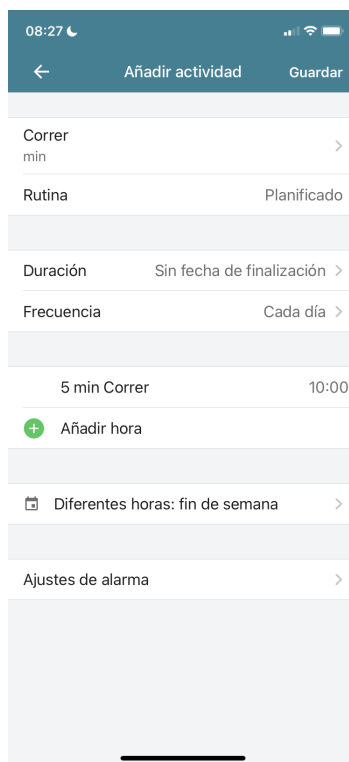 08:27
Añadir actividad
Guardar
Correr
min
Rutina
Planificado
Duración
Sin fecha de finalización
Frecuencia
Cada día
5 min Correr
10:00
Añadir hora
Diferentes horas: fin de semana
Ajustes de alarma